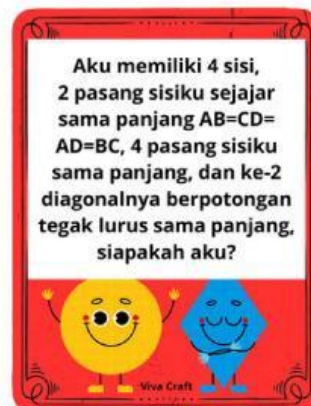 Aku memiliki 4 sisi,
2 pasang sisiku sejajar
sama panjang AB=CD=
AD=BC, 4 pasang sisiku
sama panjang, dan ke-2
diagonalnya berpotongan
tegak lurus sama panjang,
siapakah aku?
Viva Craft